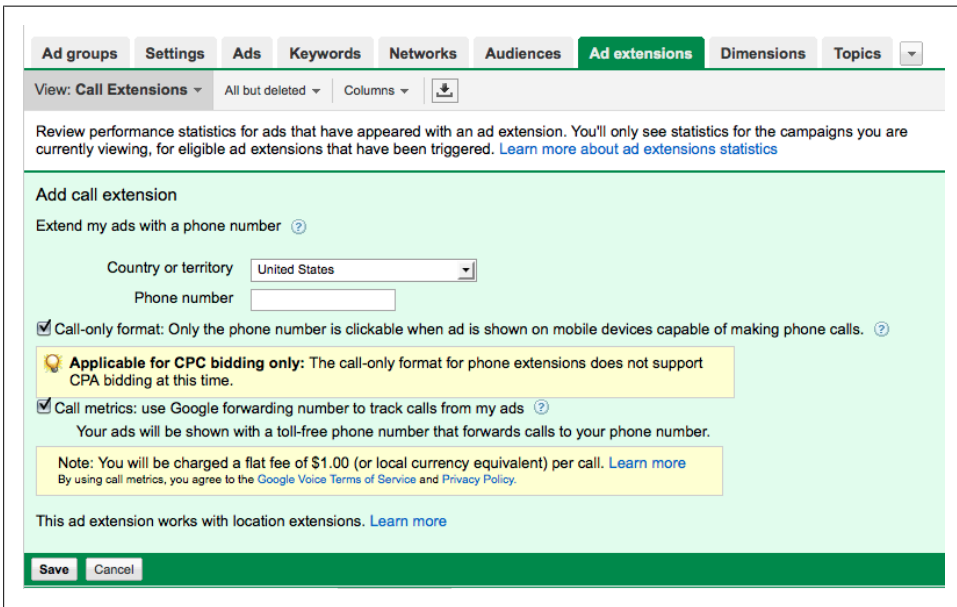 Ad groups Settings Ads Keywords Networks Audiences Ad extensions Dimensions Topics
View: Call Extensions All but deleted Columns
Review performance statistics for ads that have appeared with an ad extension. You'll only see statistics for the campaigns you are
currently viewing, for eligible ad extensions that have been triggered. Learn more about ad extensions statistics
Add call extension
Extend my ads with a phone number ?
Country or territory United States
Phone number
Call-only format: Only the phone number is clickable when ad is shown on mobile devices capable of making phone calls. ?
Applicable for CPC bidding only: The call-only format for phone extensions does not support
CPA bidding at this time.
Call metrics: use Google forwarding number to track calls from my ads ?
Your ads will be shown with a toll-free phone number that forwards calls to your phone number.
Note: You will be charged a flat fee of $1.00 (or local currency equivalent) per call. Learn more
By using call metrics, you agree to the Google Voice Terms of Service and Privacy Policy.
This ad extension works with location extensions. Learn more
Save Cancel